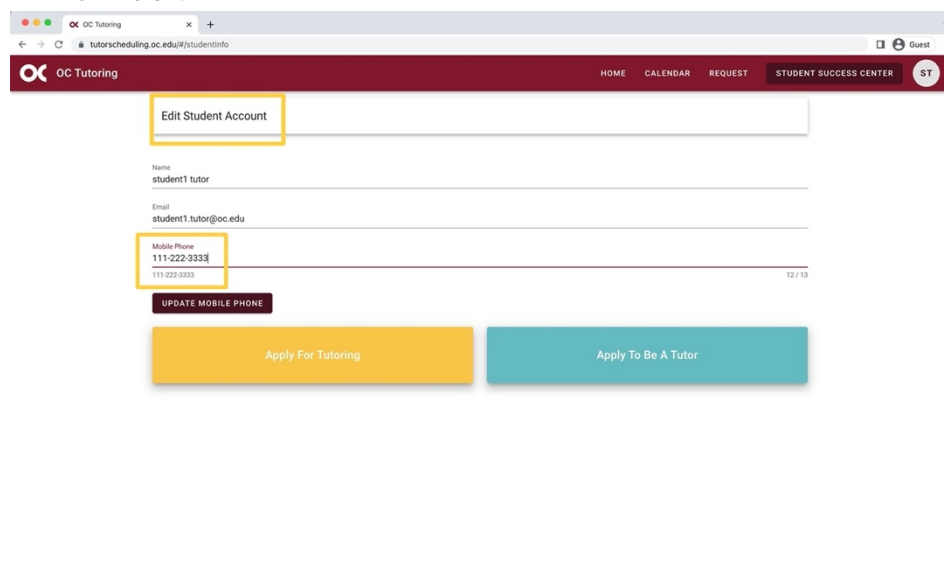 OC Tutoring
tutorscheduling.oc.edu/#/studentInfo
Guest
OC OC Tutoring
HOME CALENDAR REQUEST STUDENT SUCCESS CENTER ST
Edit Student Account
Name
student1 tutor
Email
student1.tutor@oc.edu
Mobile Phone
111-222-3333
111-222-3333 12 / 13
UPDATE MOBILE PHONE
Apply For Tutoring Apply To Be A Tutor